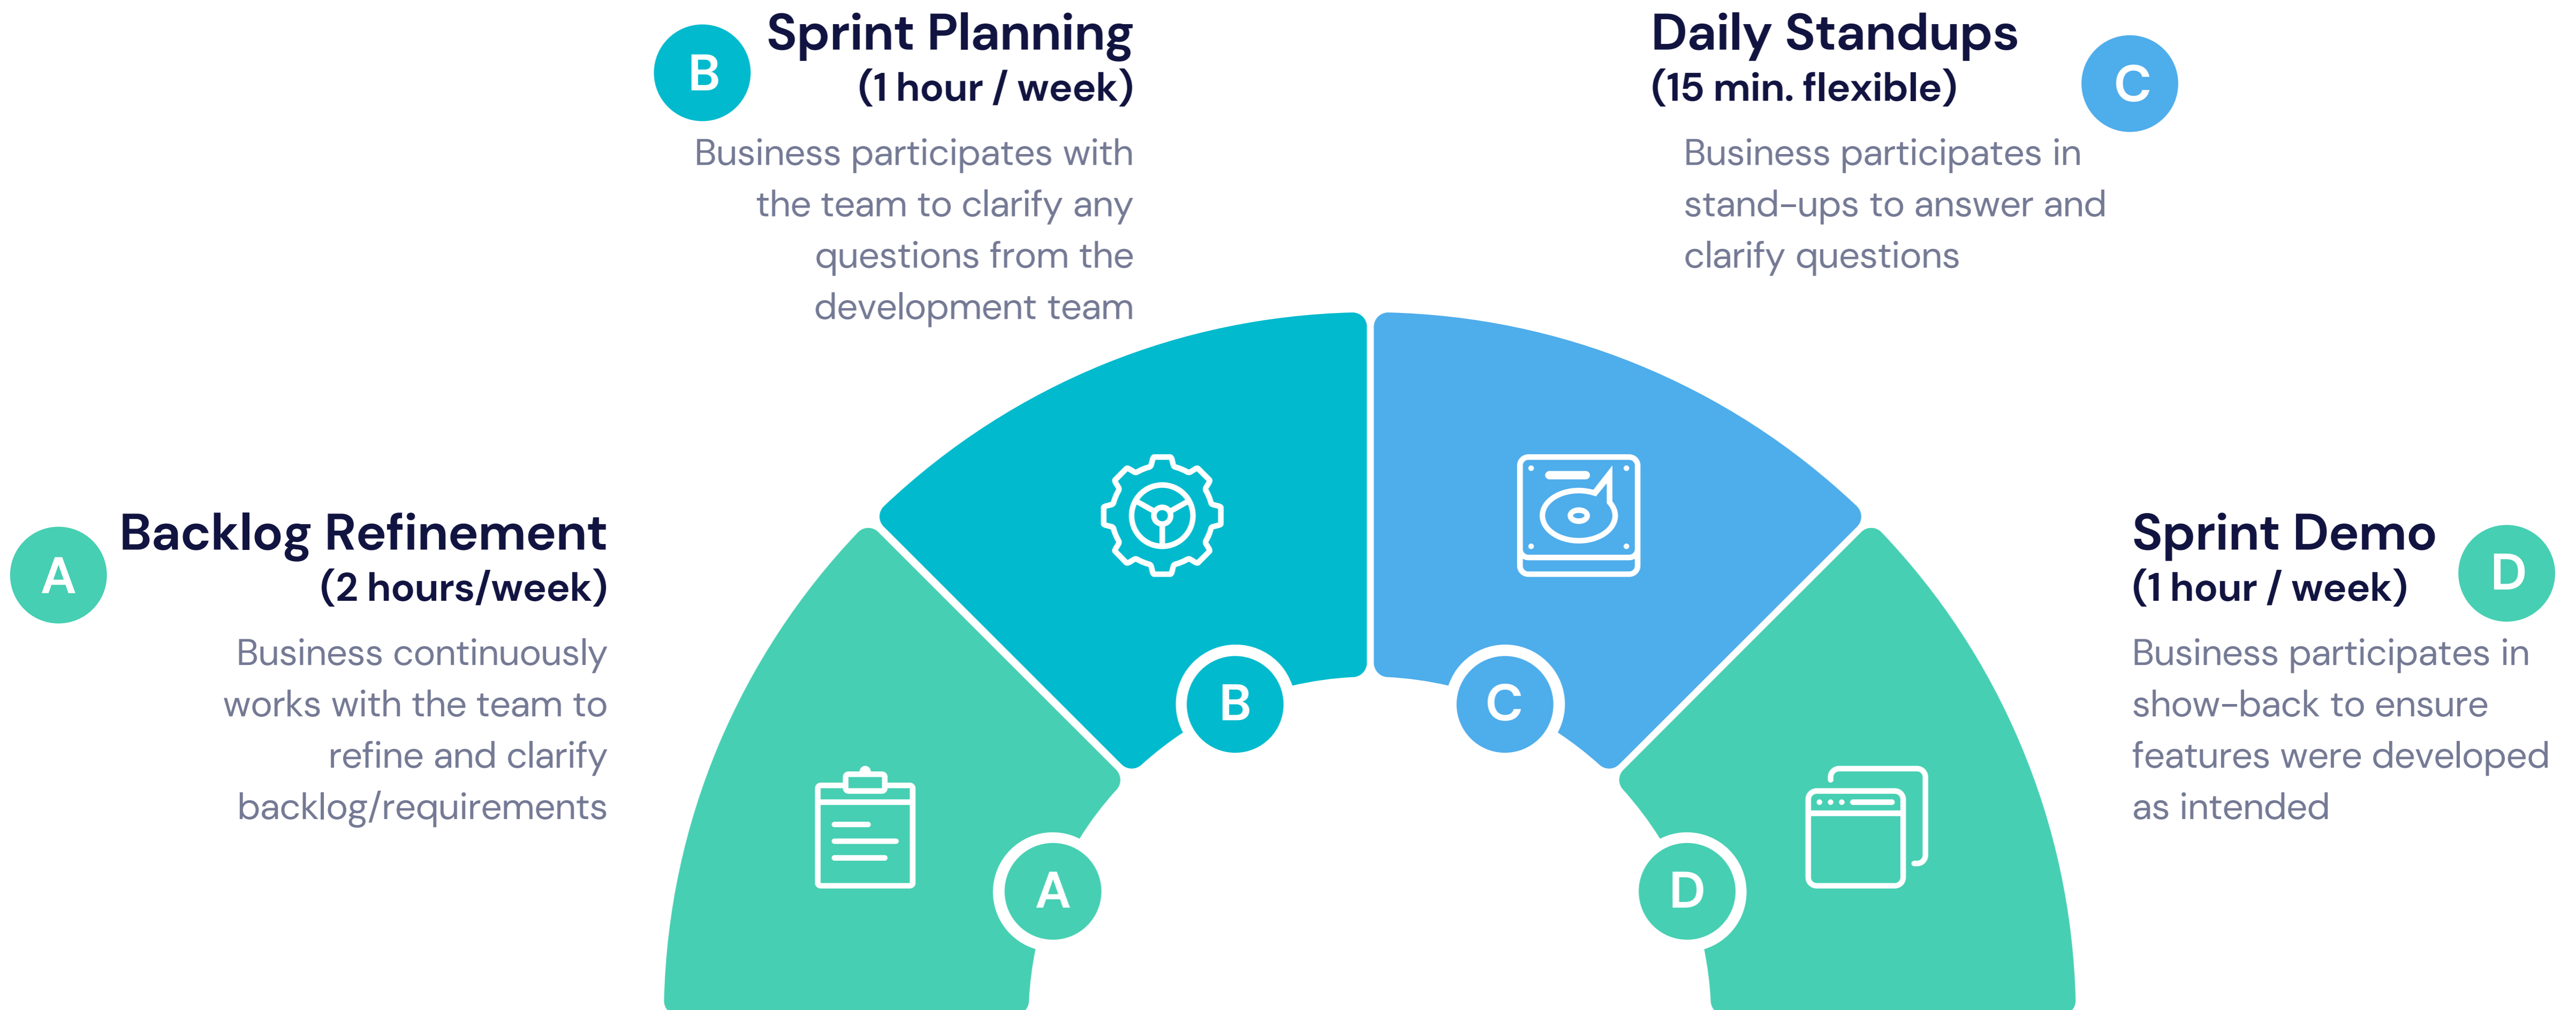 B
Sprint Planning
(1 hour / week)
Business participates with
the team to clarify any
questions from the
development team
Daily Standups
(15 min. flexible)
C
Business participates in
stand-ups to answer and
clarify questions
A
Backlog Refinement
(2 hours/week)
Business continuously
works with the team to
refine and clarify
backlog/requirements
Sprint Demo
(1 hour / week)
D
Business participates in
show-back to ensure
features were developed
as intended
A
B
C
D